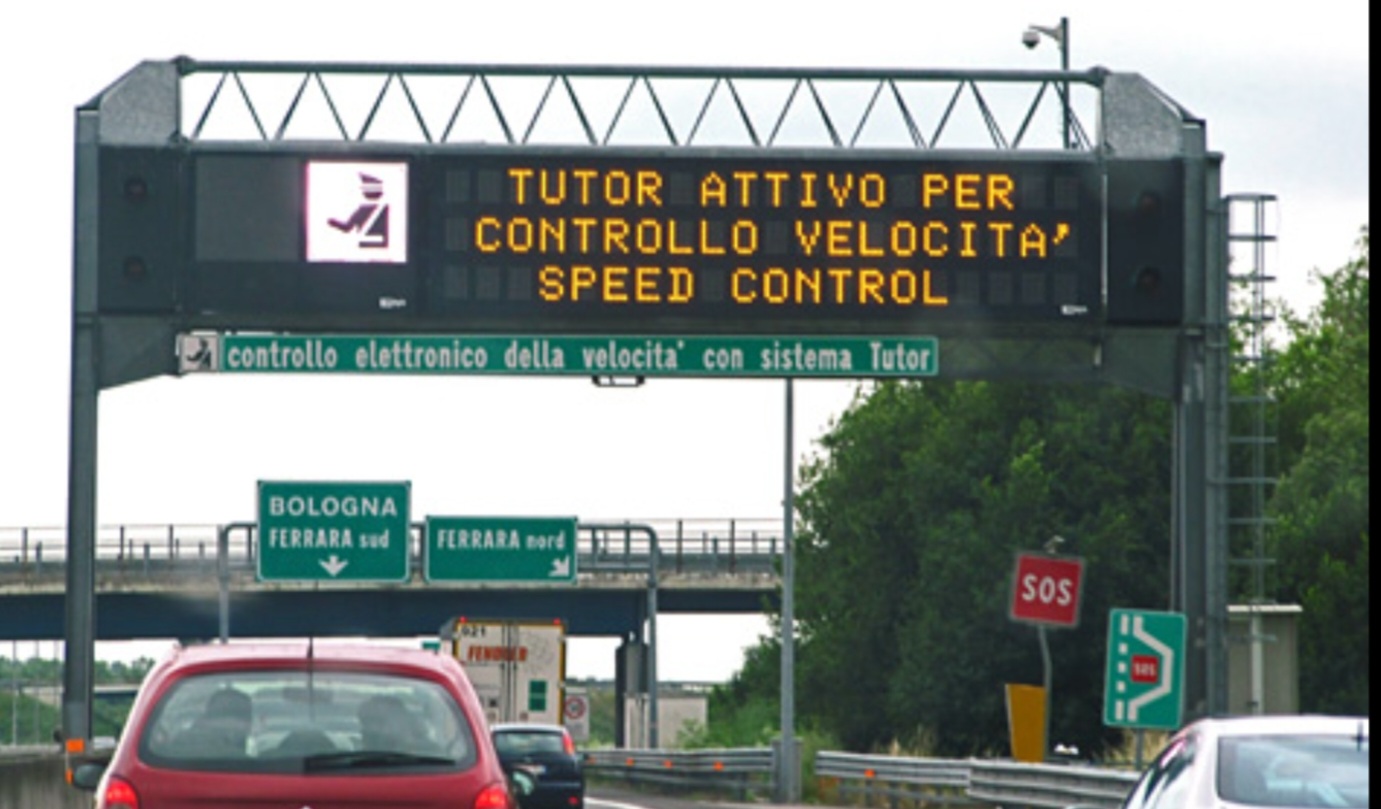 TUTOR ATTIVO PER
CONTROLLO VELOCITA'
SPEED CONTROL
controllo elettronico della velocita' con sistema Tutor
BOLOGNA
FERRARA sud
FERRARA nord
SOS
SOS
021